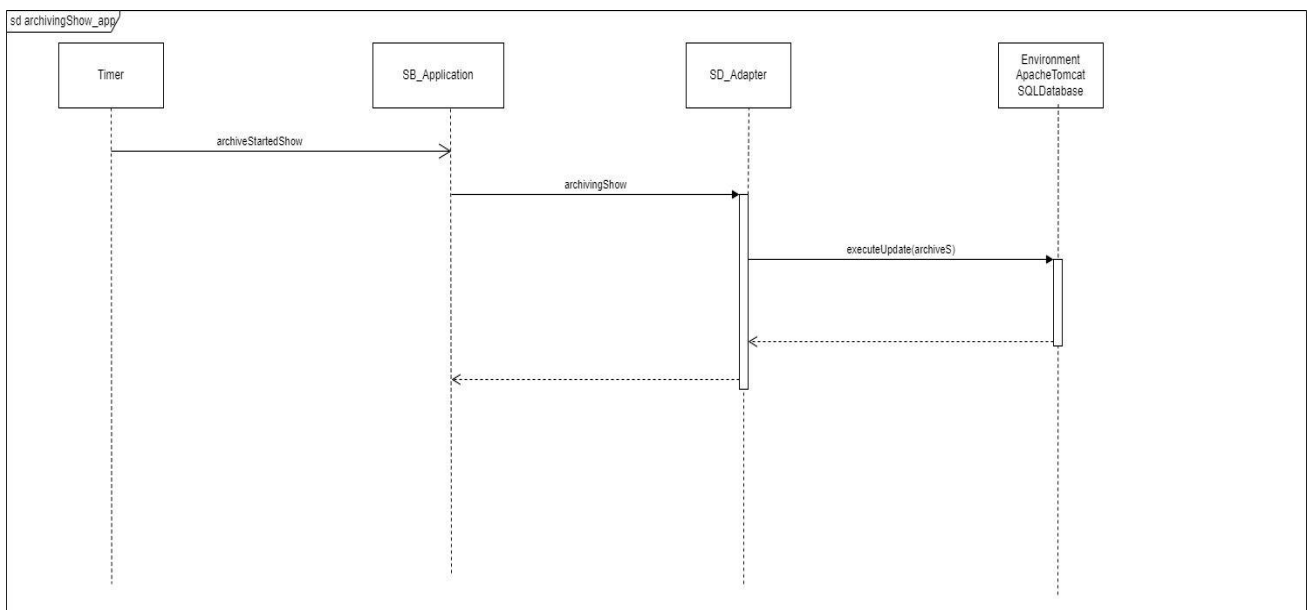 sd archivingShow_app
Timer
SB_Application
SD_Adapter
Environment
ApacheTomcat
SQLDatabase
archiveStartedShow
archivingShow
executeUpdate(archiveS)